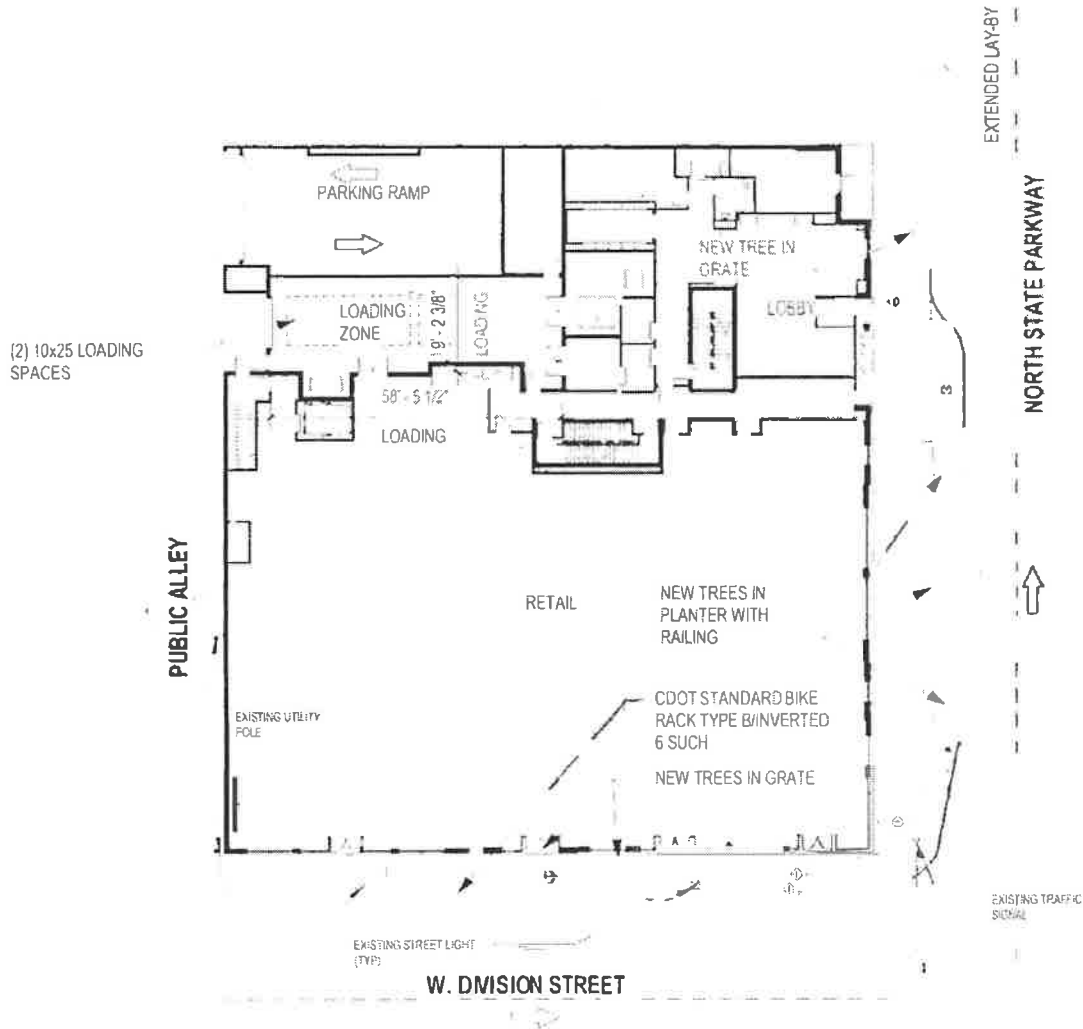 EXTENDED LAY-BY
NORTH STATE PARKWAY
PARKING RAMP
NEW TREE IN
GRATE
LOBBY
LOADING
ZONE
9' - 2 3/8"
LOADING
(2) 10x25 LOADING
SPACES
58' - 5 1/2"
LOADING
3
PUBLIC ALLEY
RETAIL
NEW TREES IN
PLANTER WITH
RAILING
CDOT STANDARD BIKE
RACK TYPE B/INVERTED
6 SUCH
NEW TREES IN GRATE
EXISTING UTILITY
POLE
EXISTING TRAFFIC
SIGNAL
EXISTING STREET LIGHT
(TYP)
W. DIVISION STREET